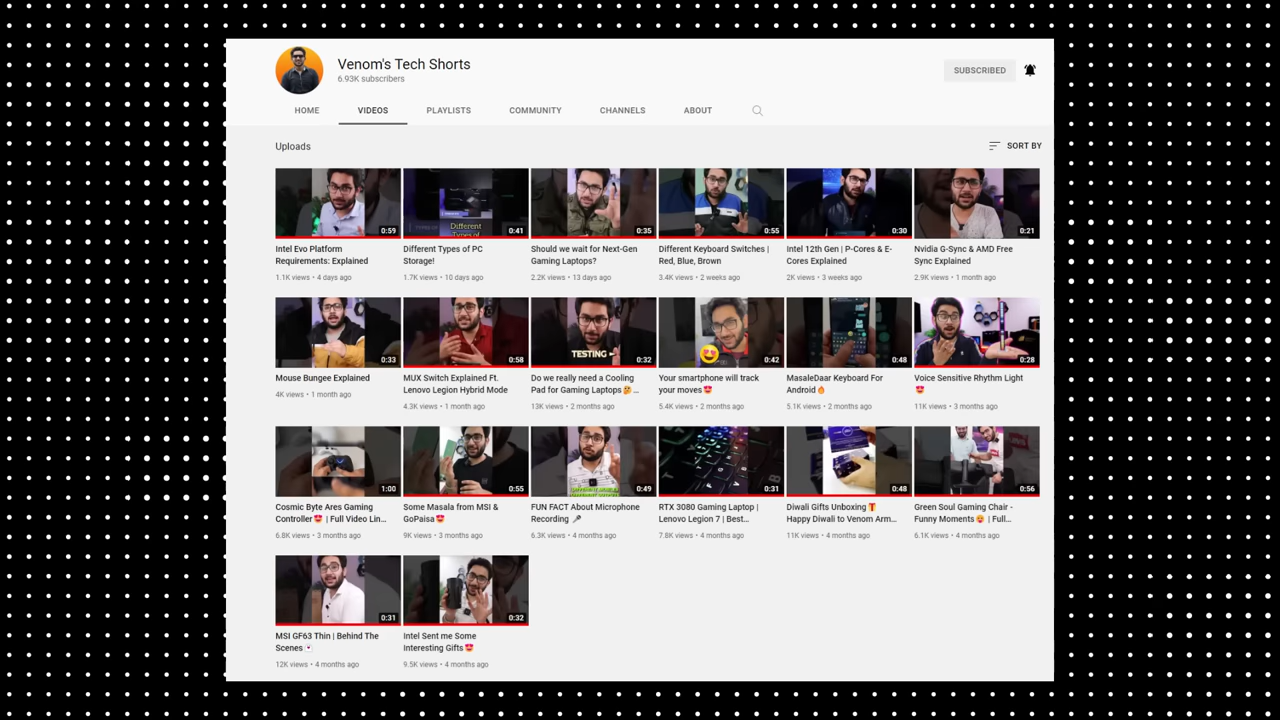 Venom's Tech Shorts
6.93K subscribers
SUBSCRIBED
HOME VIDEOS PLAYLISTS COMMUNITY CHANNELS ABOUT
Uploads
SORT BY
0:59 0:41 0:35 0:55 0:30 0:21
Different
Types of
Intel Evo Platform
Requirements: Explained
1.1K views • 4 days ago
Different Types of PC
Storage!
1.7K views • 10 days ago
Should we wait for Next-Gen
Gaming Laptops?
2.2K views • 13 days ago
Different Keyboard Switches |
Red, Blue, Brown
3.4K views • 2 weeks ago
Intel 12th Gen | P-Cores & E-
Cores Explained
2K views • 3 weeks ago
Nvidia G-Sync & AMD Free
Sync Explained
2.9K views • 1 month ago
0:33 0:58 0:32 0:42 0:48 0:28
TESTING
Mouse Bungee Explained
4K views • 1 month ago
MUX Switch Explained Ft.
Lenovo Legion Hybrid Mode
4.3K views • 1 month ago
Do we really need a Cooling
Pad for Gaming Laptops🤔...
13K views • 2 months ago
Your smartphone will track
your moves😍
5.4K views • 2 months ago
MasaleDaar Keyboard For
Android🔥
5.1K views • 2 months ago
Voice Sensitive Rhythm Light
😍
11K views • 3 months ago
1:00 0:55 0:49 0:31 0:48 0:56
Cosmic Byte Ares Gaming
Controller😍 | Full Video Lin...
6.8K views • 3 months ago
Some Masala from MSI &
GoPaisa😍
9K views • 3 months ago
FUN FACT About Microphone
Recording 🎤
6.3K views • 4 months ago
RTX 3080 Gaming Laptop |
Lenovo Legion 7 | Best...
7.8K views • 4 months ago
Diwali Gifts Unboxing🎁
Happy Diwali to Venom Arm...
11K views • 4 months ago
Green Soul Gaming Chair -
Funny Moments🥵 | Full...
6.1K views • 4 months ago
0:31 0:32
MSI GF63 Thin | Behind The
Scenes
12K views • 4 months ago
Intel Sent me Some
Interesting Gifts😍
9.5K views • 4 months ago